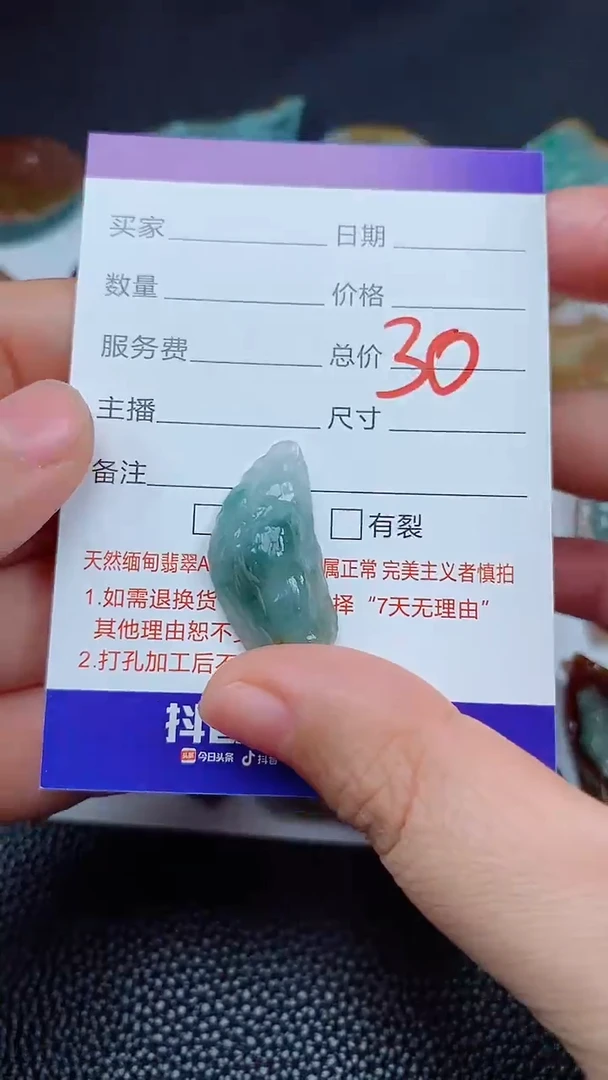 买家 日期
数量 价格
服务费 总价 30
主播 尺寸
备注
有裂
天然缅甸翡翠A 属正常 完美主义者慎拍
1.如需退换货 择 “7天无理由”
其他理由恕不
2.打孔加工后
抖
头条 今日头条 抖音